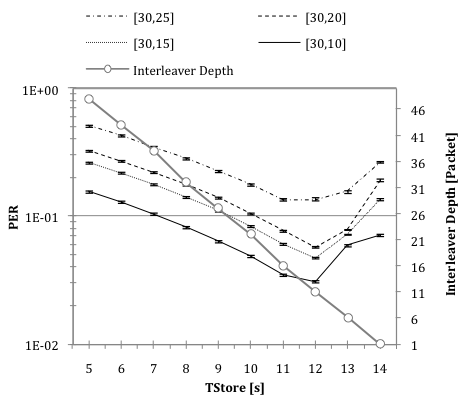 [30,25] [30,20]
[30,15] [30,10]
Interleaver Depth
1E+00
1E-01
1E-02
PER
46
41
36
31
26
21
16
11
6
1
Interleaver Depth [Packet]
5 6 7 8 9 10 11 12 13 14
TStore [s]